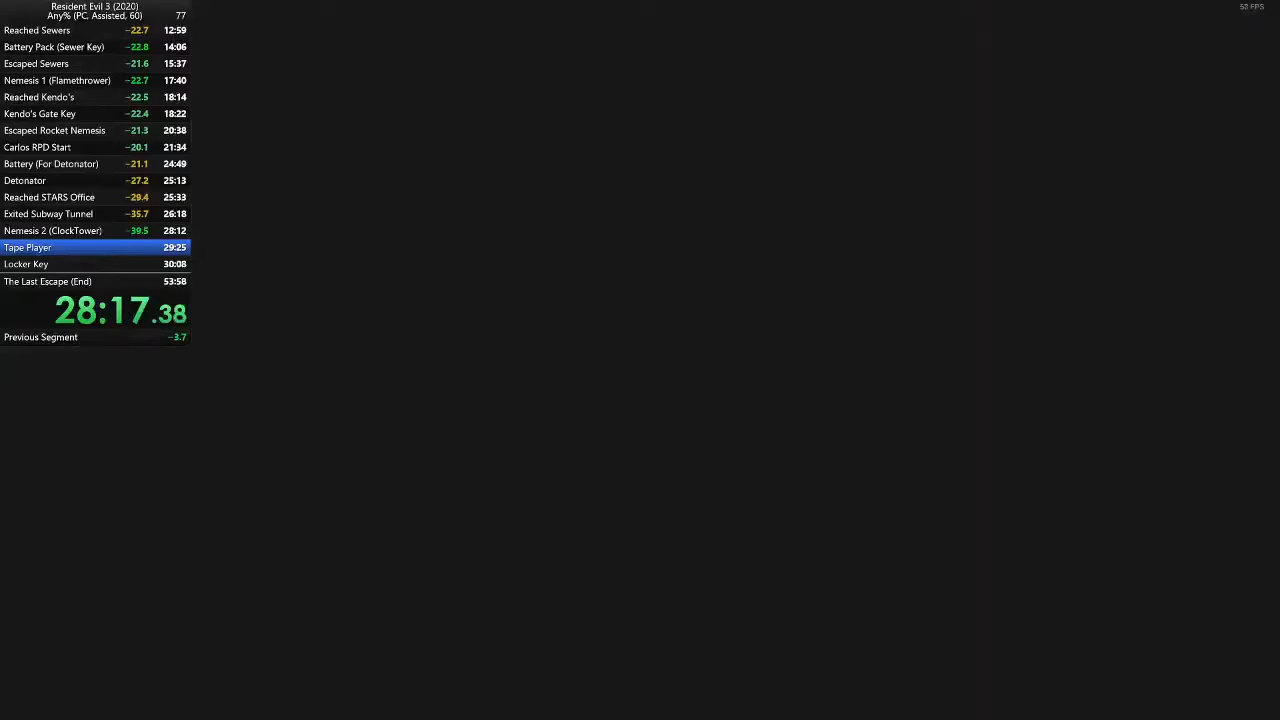 Resident Evil 3 (2020)
Any% (PC, Assisted, 60) 77
Reached Sewers −22.7 12:59
Battery Pack (Sewer Key) −22.8 14:06
Escaped Sewers −21.6 15:37
Nemesis 1 (Flamethrower) −22.7 17:40
Reached Kendo's −22.5 18:14
Kendo's Gate Key −22.4 18:22
Escaped Rocket Nemesis −21.3 20:38
Carlos RPD Start −20.1 21:34
Battery (For Detonator) −21.1 24:49
Detonator −27.2 25:13
Reached STARS Office −29.4 25:33
Exited Subway Tunnel −35.7 26:18
Nemesis 2 (ClockTower) −39.5 28:12
Tape Player 29:25
Locker Key 30:08
The Last Escape (End) 53:58
28:17.38
Previous Segment −3.7